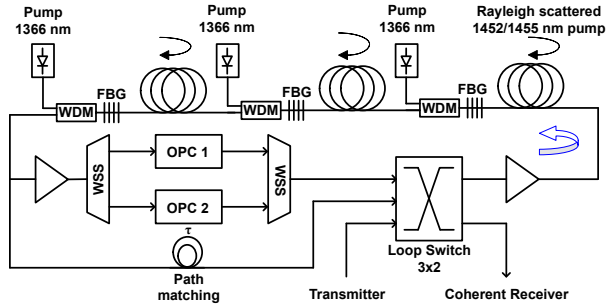 Pump
1366 nm
Pump
1366 nm
Pump
1366 nm
Rayleigh scattered
1452/1455 nm pump
WDM
FBG
WDM
FBG
WDM
FBG
WSS
OPC 1
OPC 2
WSS
τ
Path
matching
Loop Switch
3x2
Transmitter
Coherent Receiver